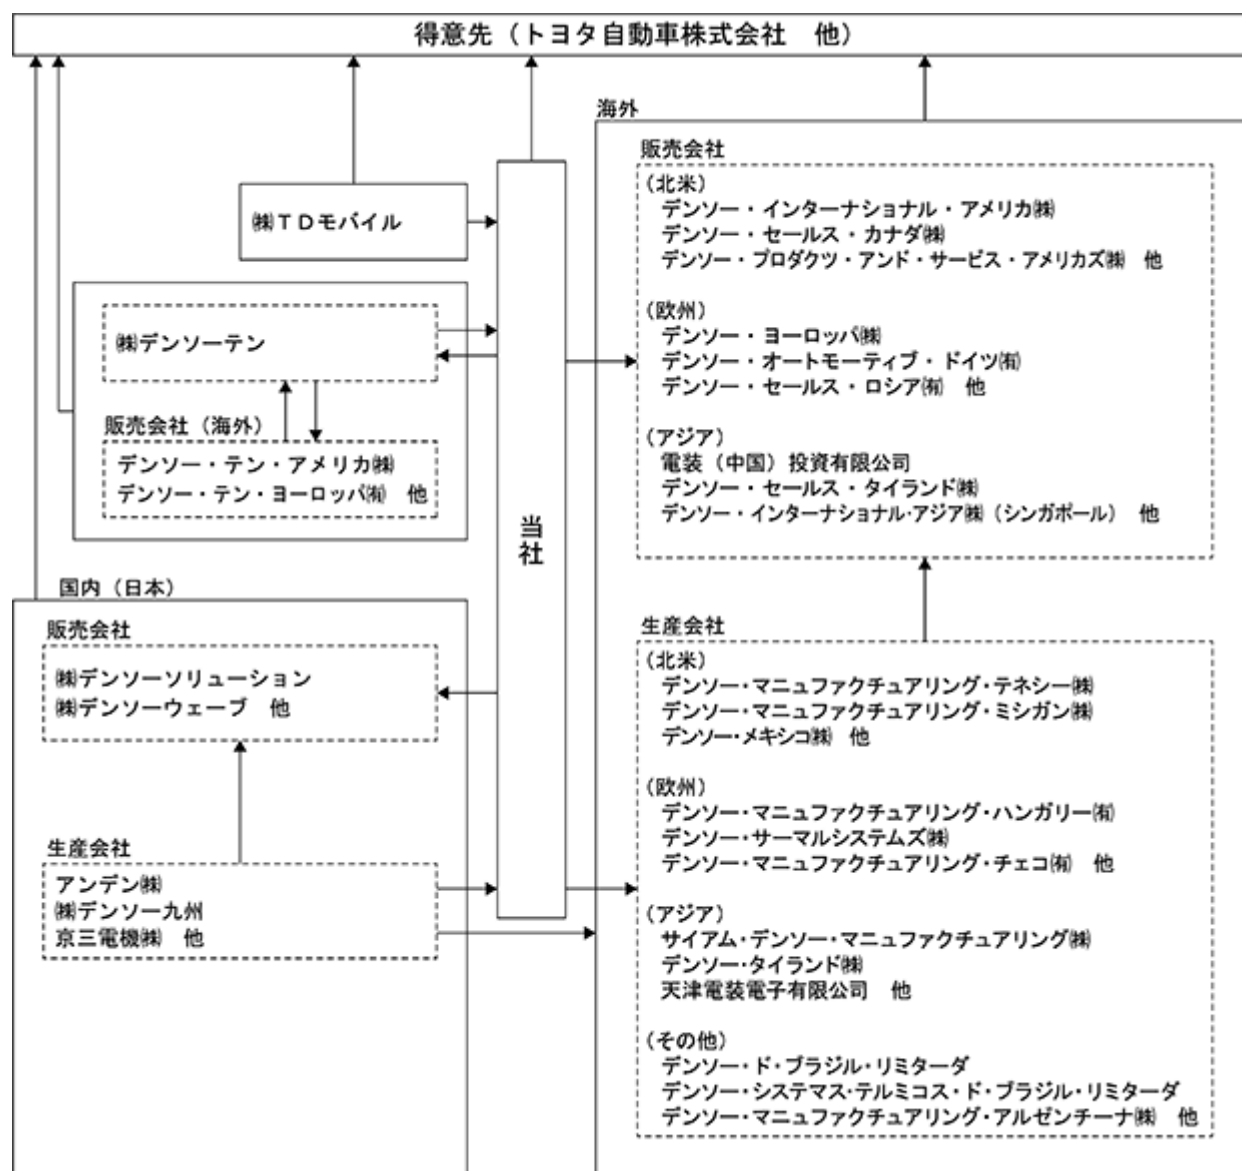 得意先（トヨタ自動車株式会社　他）
㈱ＴＤモバイル
㈱デンソーテン
販売会社（海外）
デンソー・テン・アメリカ㈱
デンソー・テン・ヨーロッパ㈲　他
国内（日本）
販売会社
㈱デンソーソリューション
㈱デンソーウェーブ　他
生産会社
アンデン㈱
㈱デンソー九州
京三電機㈱　他
当社
海外
販売会社
（北米）
デンソー・インターナショナル・アメリカ㈱
デンソー・セールス・カナダ㈱
デンソー・プロダクツ・アンド・サービス・アメリカズ㈱　他
（欧州）
デンソー・ヨーロッパ㈱
デンソー・オートモーティブ・ドイツ㈲
デンソー・セールス・ロシア㈲　他
（アジア）
電装（中国）投資有限公司
デンソー・セールス・タイランド㈱
デンソー・インターナショナル・アジア㈱（シンガポール）　他
生産会社
（北米）
デンソー・マニュファクチュアリング・テネシー㈱
デンソー・マニュファクチュアリング・ミシガン㈱
デンソー・メキシコ㈱　他
（欧州）
デンソー・マニュファクチュアリング・ハンガリー㈲
デンソー・サーマルシステムズ㈱
デンソー・マニュファクチュアリング・チェコ㈲　他
（アジア）
サイアム・デンソー・マニュファクチュアリング㈱
デンソー・タイランド㈱
天津電装電子有限公司　他
（その他）
デンソー・ド・ブラジル・リミターダ
デンソー・システマス・テルミコス・ド・ブラジル・リミターダ
デンソー・マニュファクチュアリング・アルゼンチーナ㈱　他